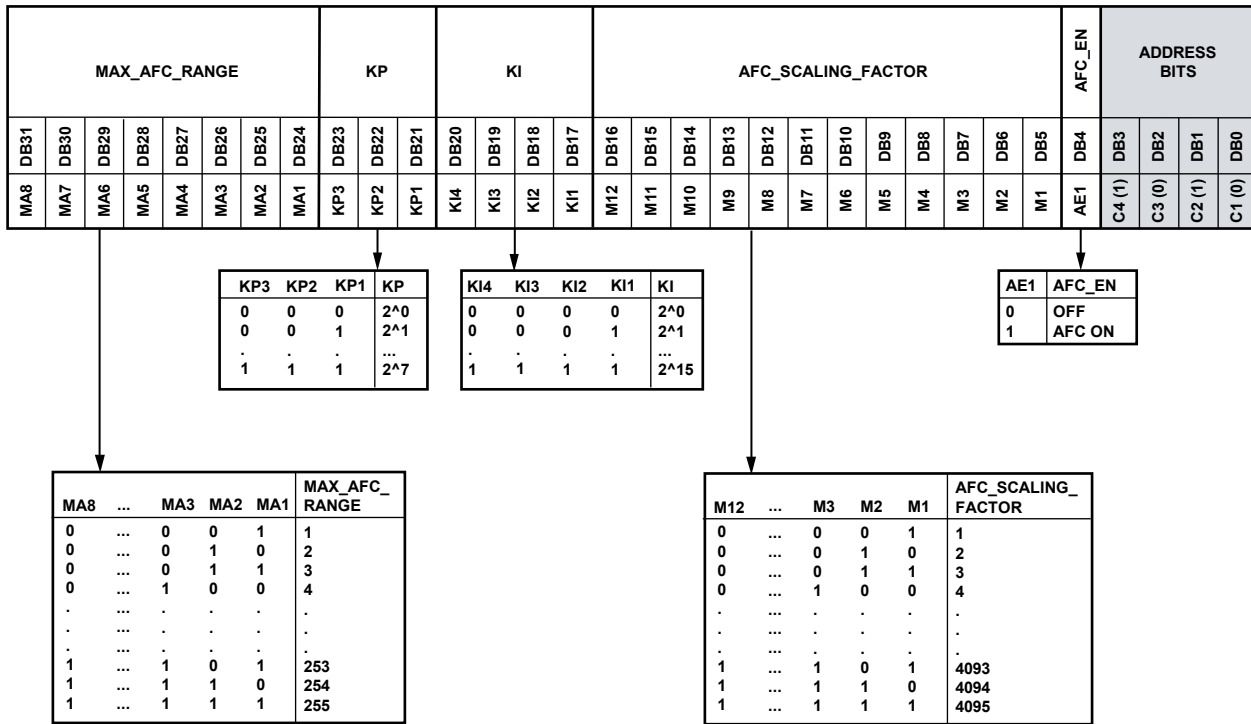 MAX_AFC_RANGE KP KI AFC_SCALING_FACTOR AFC_EN ADDRESS
BITS
DB31 DB30 DB29 DB28 DB27 DB26 DB25 DB24 DB23 DB22 DB21 DB20 DB19 DB18 DB17 DB16 DB15 DB14 DB13 DB12 DB11 DB10 DB9 DB8 DB7 DB6 DB5 DB4 DB3 DB2 DB1 DB0
MA8 MA7 MA6 MA5 MA4 MA3 MA2 MA1 KP3 KP2 KP1 KI4 KI3 KI2 KI1 M12 M11 M10 M9 M8 M7 M6 M5 M4 M3 M2 M1 AE1 C4 (1) C3 (0) C2 (1) C1 (0)
KP3 KP2 KP1 KP
0 0 0 2^0
0 0 1 2^1
. . . ...
1 1 1 2^7
KI4 KI3 KI2 KI1 KI
0 0 0 0 2^0
0 0 0 1 2^1
. . . . ...
1 1 1 1 2^15
AE1 AFC_EN
0 OFF
1 AFC ON
MA8 ... MA3 MA2 MA1 MAX_AFC_
RANGE
0 ... 0 0 1 1
0 ... 0 1 0 2
0 ... 0 1 1 3
0 ... 1 0 0 4
. ... . . . .
. ... . . . .
. ... . . . .
1 ... 1 0 1 253
1 ... 1 1 0 254
1 ... 1 1 1 255
M12 ... M3 M2 M1 AFC_SCALING_
FACTOR
0 ... 0 0 1 1
0 ... 0 1 0 2
0 ... 0 1 1 3
0 ... 1 0 0 4
. ... . . . .
. ... . . . .
. ... . . . .
1 ... 1 0 1 4093
1 ... 1 1 0 4094
1 ... 1 1 1 4095